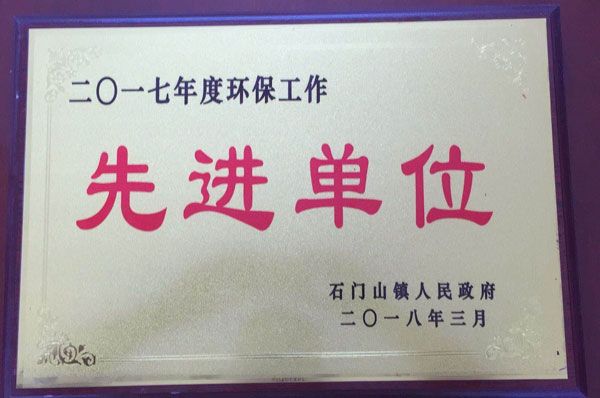 二〇一七年度环保工作
先进单位
石门山镇人民政府
二〇一八年三月